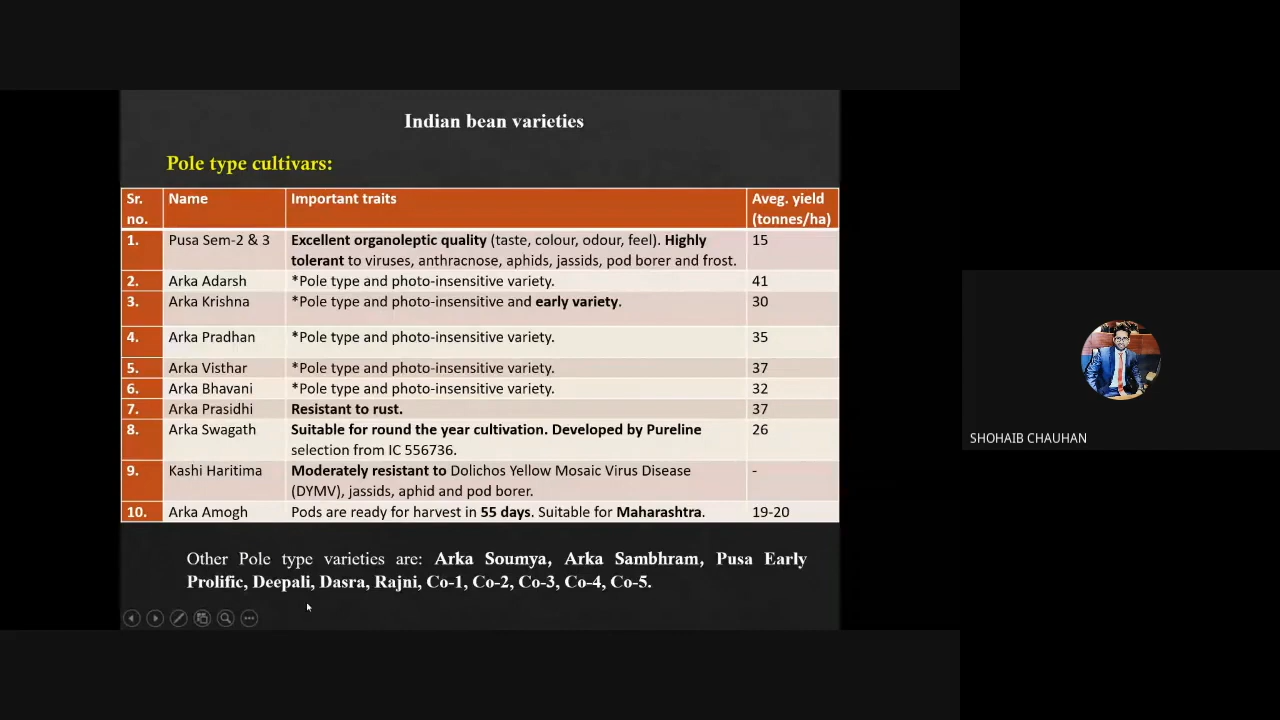 Indian bean varieties
Pole type cultivars:
Sr. no. Name Important traits Aveg. yield (tonnes/ha)
1. Pusa Sem-2 & 3 Excellent organoleptic quality (taste, colour, odour, feel). Highly tolerant to viruses, anthracnose, aphids, jassids, pod borer and frost. 15
2. Arka Adarsh *Pole type and photo-insensitive variety. 41
3. Arka Krishna *Pole type and photo-insensitive and early variety. 30
4. Arka Pradhan *Pole type and photo-insensitive variety. 35
5. Arka Visthar *Pole type and photo-insensitive variety. 37
6. Arka Bhavani *Pole type and photo-insensitive variety. 32
7. Arka Prasidhi Resistant to rust. 37
8. Arka Swagath Suitable for round the year cultivation. Developed by Pureline selection from IC 556736. 26
9. Kashi Haritima Moderately resistant to Dolichos Yellow Mosaic Virus Disease (DYMV), jassids, aphid and pod borer. -
10. Arka Amogh Pods are ready for harvest in 55 days. Suitable for Maharashtra. 19-20
Other Pole type varieties are: Arka Soumya, Arka Sambhram, Pusa Early
Prolific, Deepali, Dasra, Rajni, Co-1, Co-2, Co-3, Co-4, Co-5.
SHOHAIB CHAUHAN